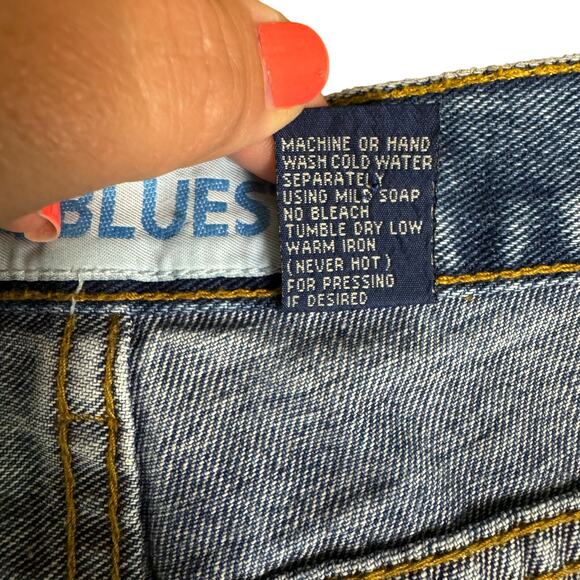 BLUES
MACHINE OR HAND
WASH COLD WATER
SEPARATELY
USING MILD SOAP
NO BLEACH
TUMBLE DRY LOW
WARM IRON
(NEVER HOT)
FOR PRESSING
IF DESIRED